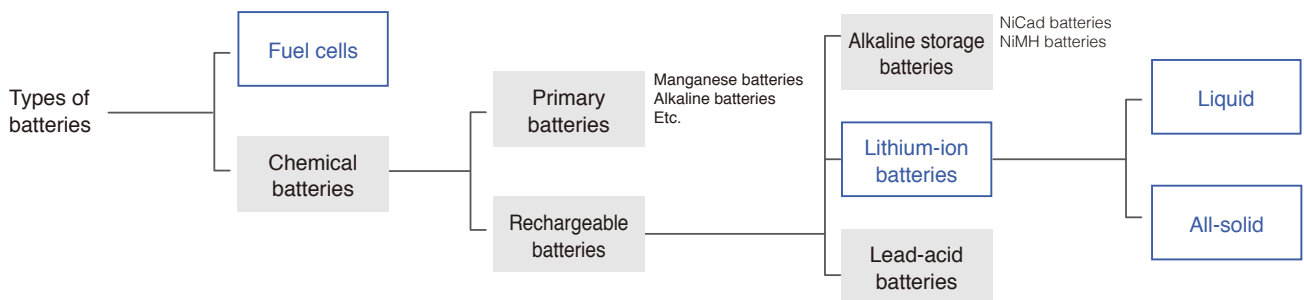 Types of
batteries
Fuel cells
Chemical
batteries
Primary
batteries
Manganese batteries
Alkaline batteries
Etc.
Rechargeable
batteries
Alkaline storage
batteries
NiCad batteries
NiMH batteries
Lithium-ion
batteries
Lead-acid
batteries
Liquid
All-solid